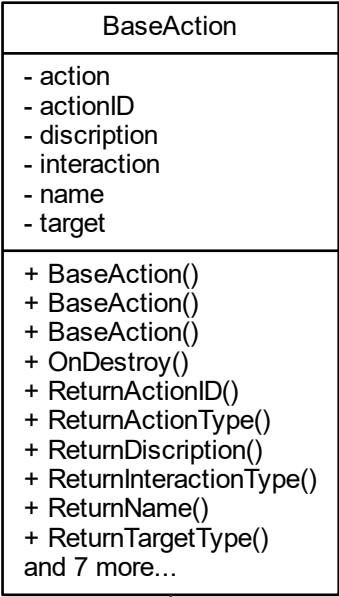 BaseAction
- action
- actionID
- discription
- interaction
- name
- target
+ BaseAction()
+ BaseAction()
+ BaseAction()
+ OnDestroy()
+ ReturnActionID()
+ ReturnActionType()
+ ReturnDiscription()
+ ReturnInteractionType()
+ ReturnName()
+ ReturnTargetType()
and 7 more...